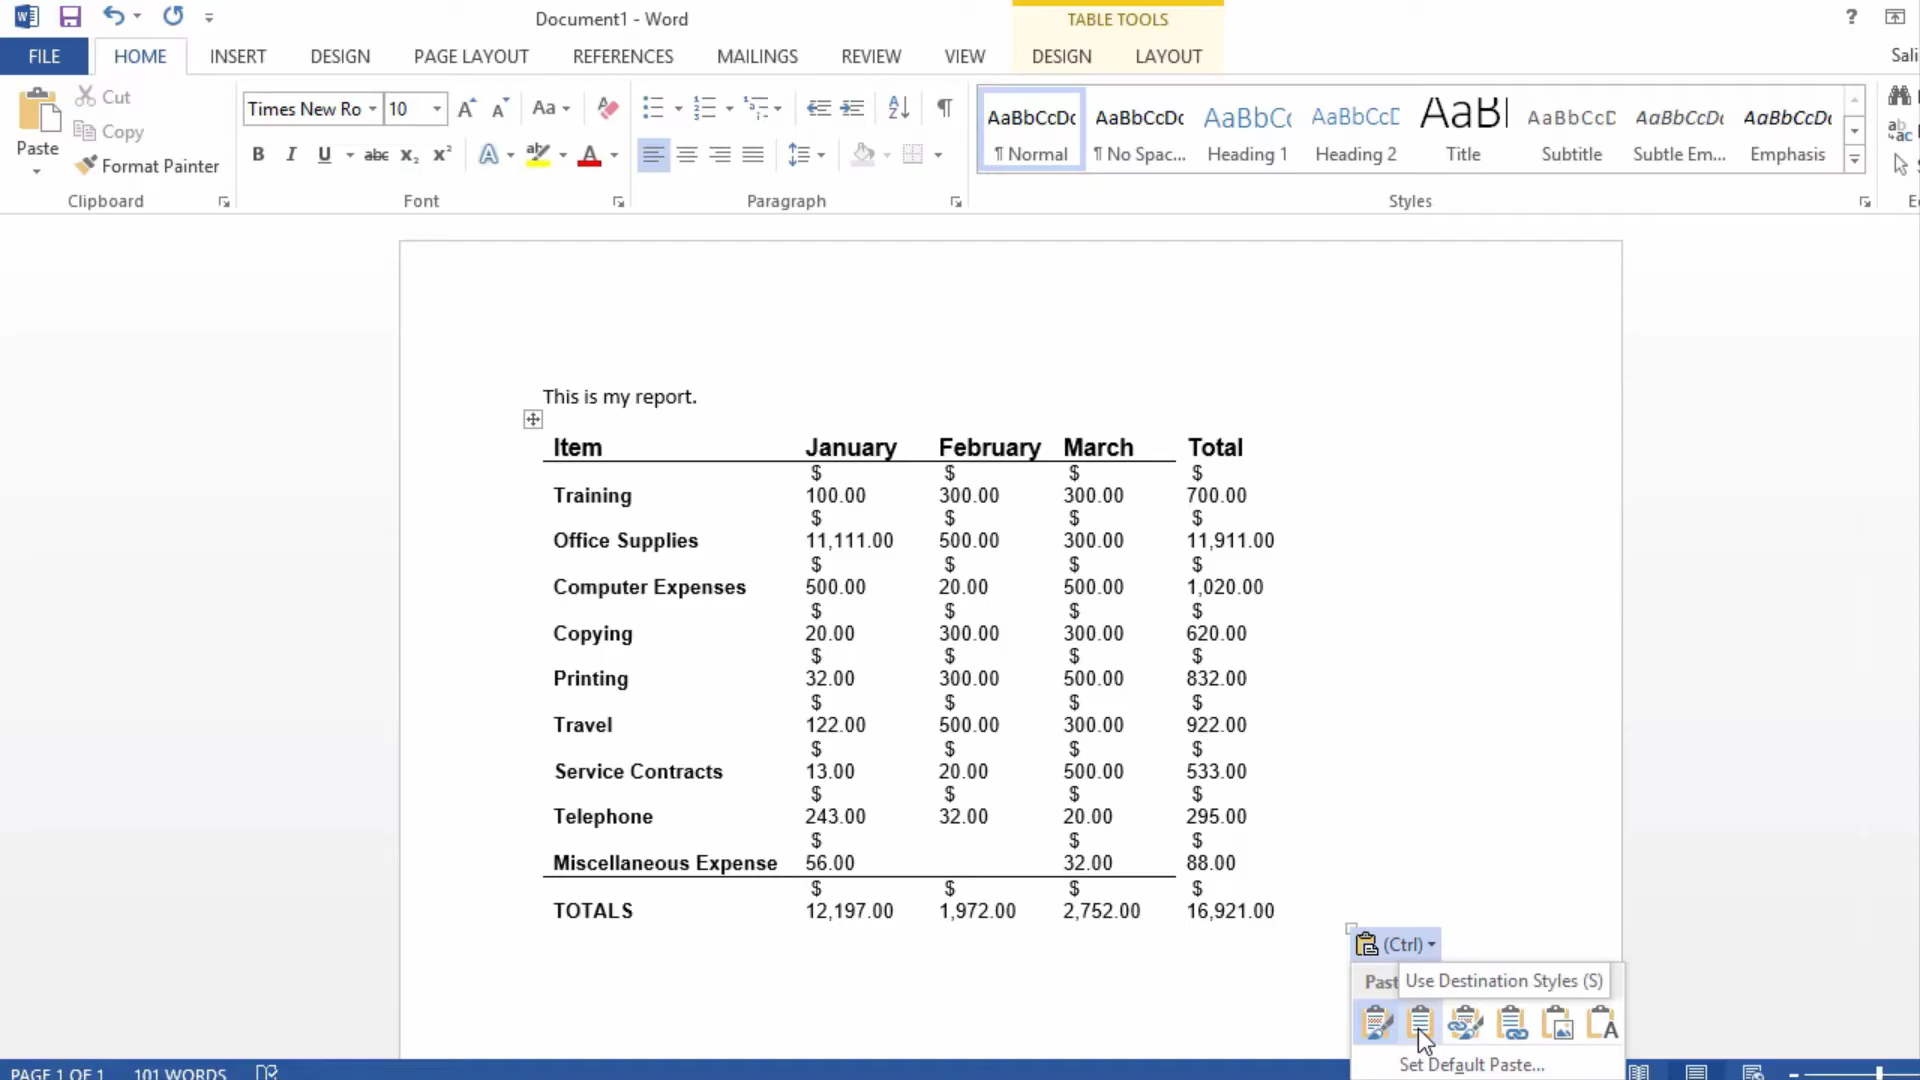 Document1 - Word
TABLE TOOLS
?
FILE HOME INSERT DESIGN PAGE LAYOUT REFERENCES MAILINGS REVIEW VIEW DESIGN LAYOUT Sali
Paste
Cut
Copy
Format Painter
Clipboard
Times New Ro 10
Aa
B I U abc X₂ X² A ab A
Font
Paragraph
AaBbCcDc AaBbCcDc AaBbCc AaBbCcD AaB AaBbCcD AaBbCcDc AaBbCcDc
¶ Normal ¶ No Spac... Heading 1 Heading 2 Title Subtitle Subtle Em... Emphasis
Styles
This is my report.
Item January February March Total
$ $ $ $
Training 100.00 300.00 300.00 700.00
$ $ $ $
Office Supplies 11,111.00 500.00 300.00 11,911.00
$ $ $ $
Computer Expenses 500.00 20.00 500.00 1,020.00
$ $ $ $
Copying 20.00 300.00 300.00 620.00
$ $ $ $
Printing 32.00 300.00 500.00 832.00
$ $ $ $
Travel 122.00 500.00 300.00 922.00
$ $ $ $
Service Contracts 13.00 20.00 500.00 533.00
$ $ $ $
Telephone 243.00 32.00 20.00 295.00
$ $ $
Miscellaneous Expense 56.00 32.00 88.00
$ $ $ $
TOTALS 12,197.00 1,972.00 2,752.00 16,921.00
(Ctrl)
Past
Use Destination Styles (S)
Set Default Paste...
PAGE 1 OF 1 101 WORDS